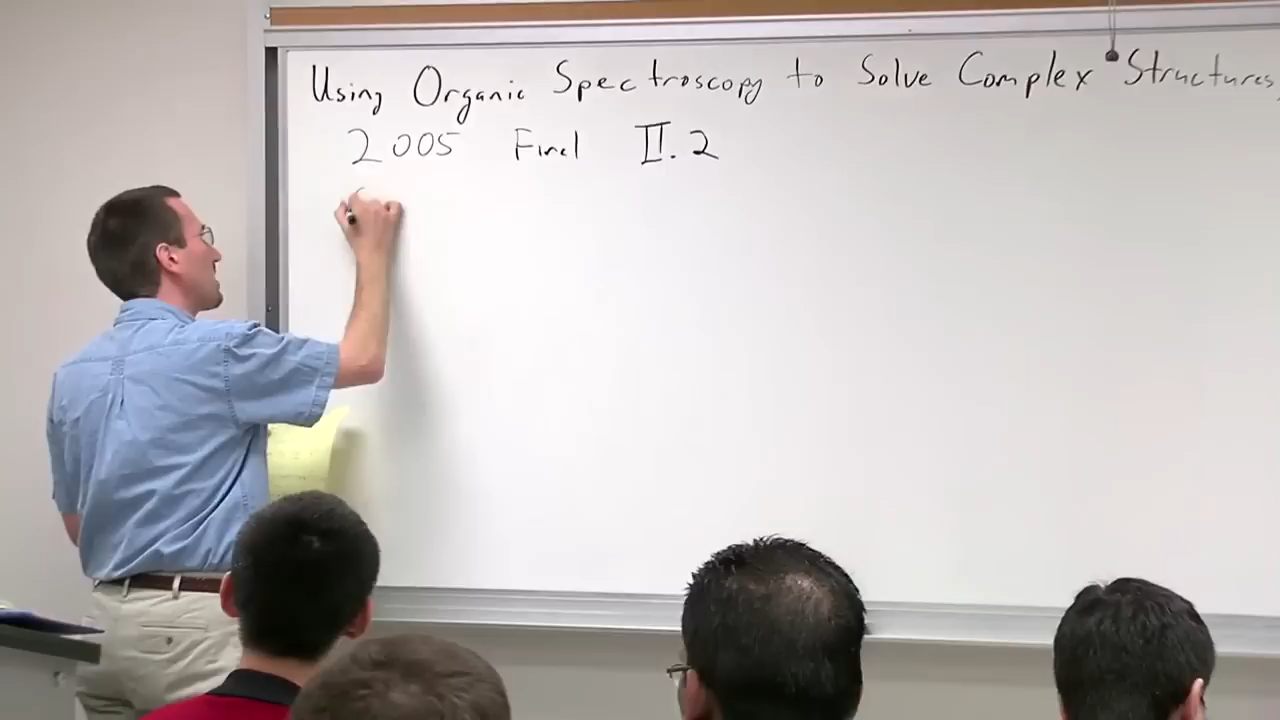 Using Organic Spectroscopy to Solve Complex Structures
2005 Final II.2